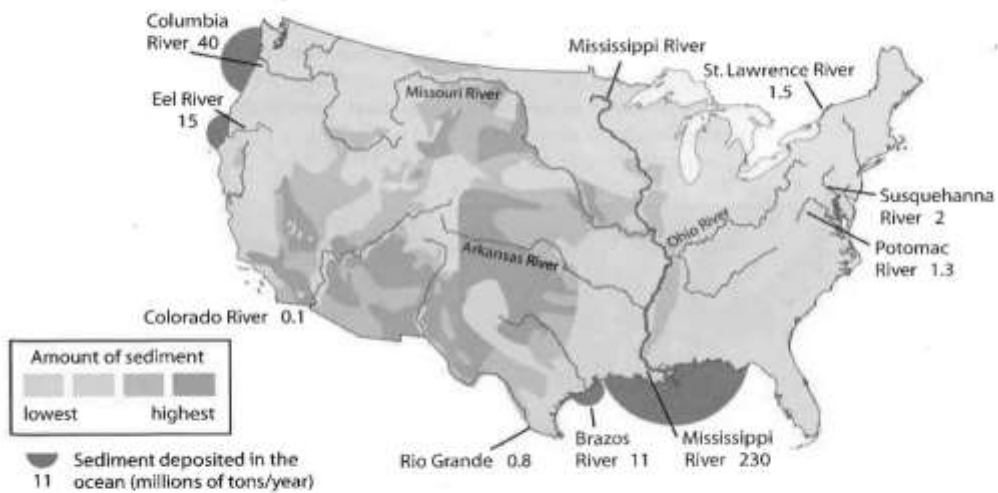 Columbia
River 40
Mississippi River
St. Lawrence River
1.5
Eel River
15
Missouri River
Susquehanna
River 2
Ohio River
Potomac
River 1.3
Arkansas River
Colorado River 0.1
Amount of sediment
lowest highest
Rio Grande 0.8
Brazos
River 11
Mississippi
River 230
Sediment deposited in the
11 ocean (millions of tons/year)